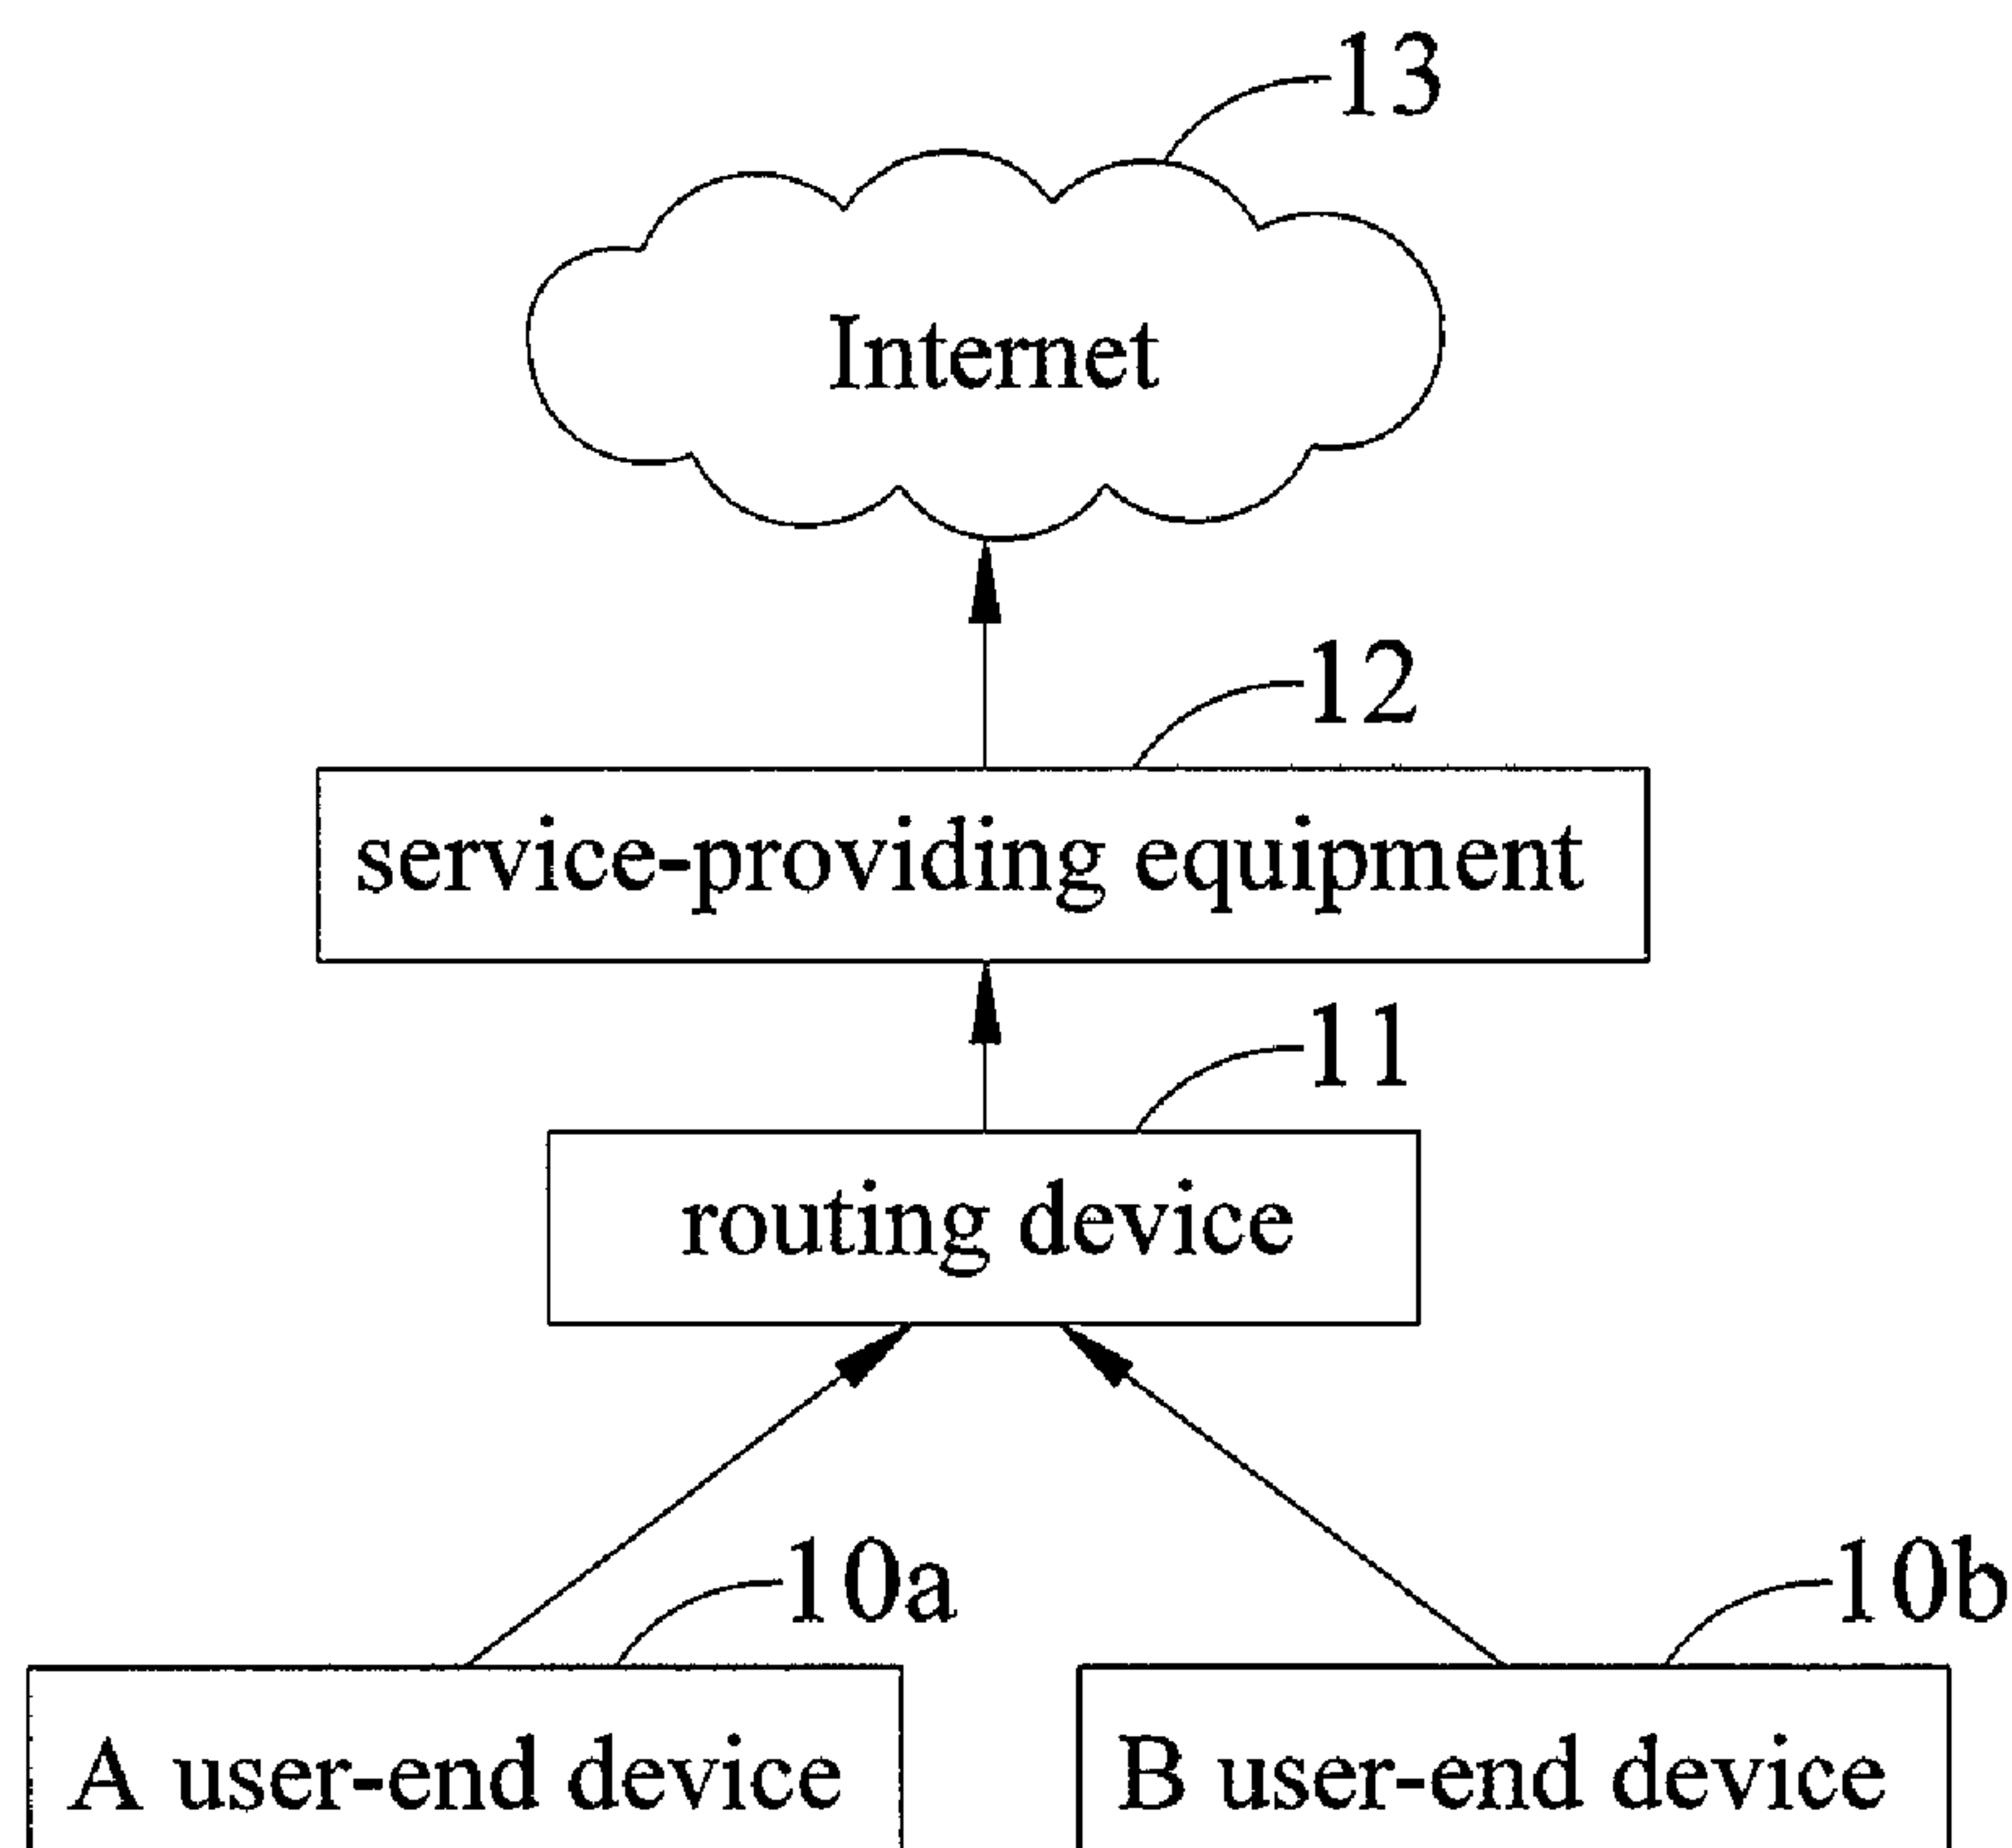 13
Internet
12
service-providing equipment
11
routing device
10a
10b
A user-end device
B user-end device